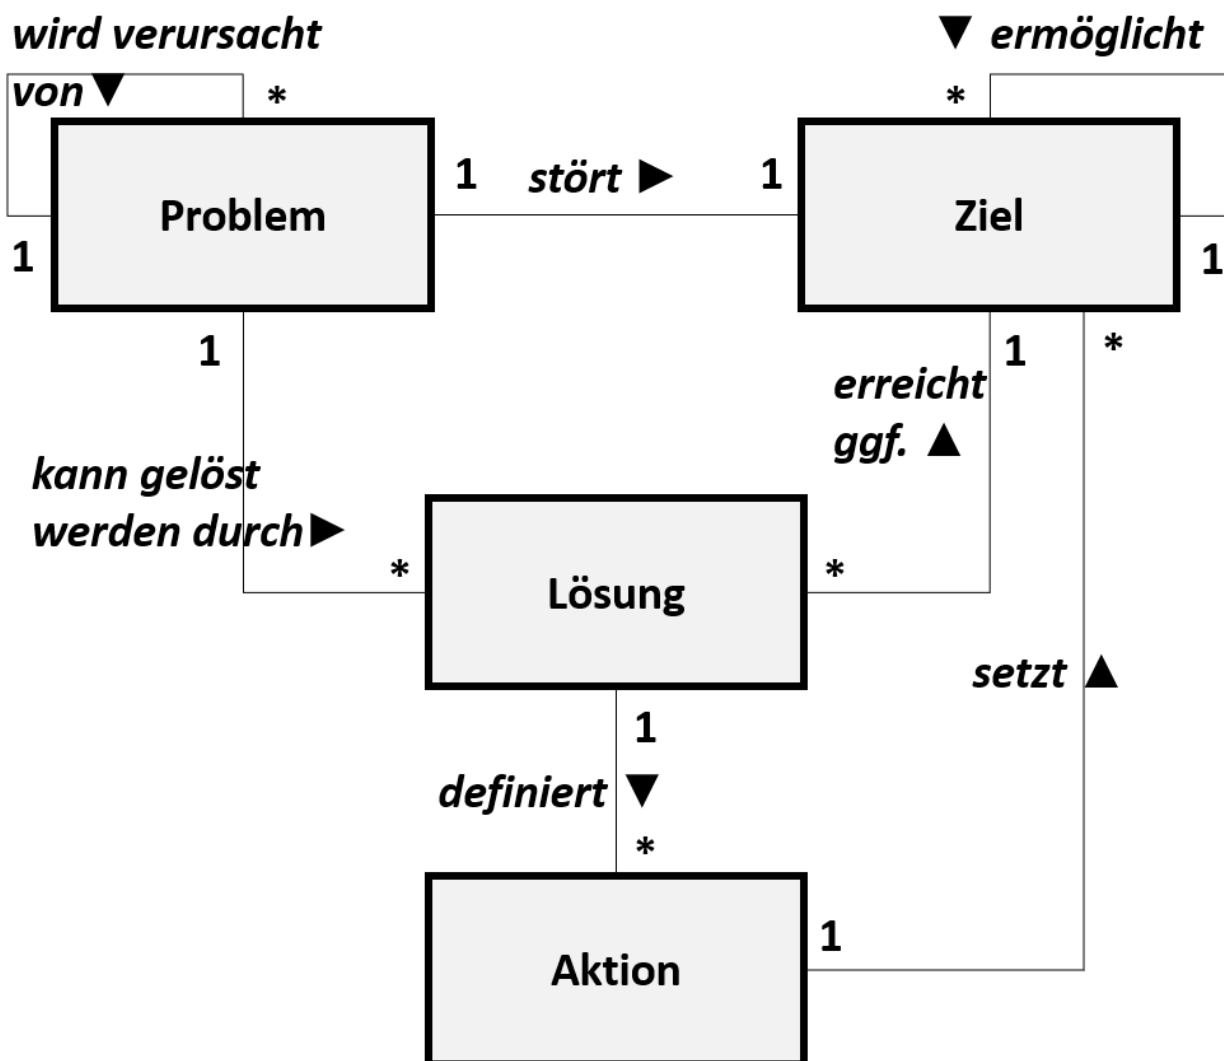 wird verursacht
von ▼
*
▼ ermöglicht
*
Problem
1
1
stört ►
1
Ziel
1
1
kann gelöst
werden durch ►
*
Lösung
erreicht
ggf. ▲
1
*
*
setzt ▲
1
definiert ▼
*
Aktion
1